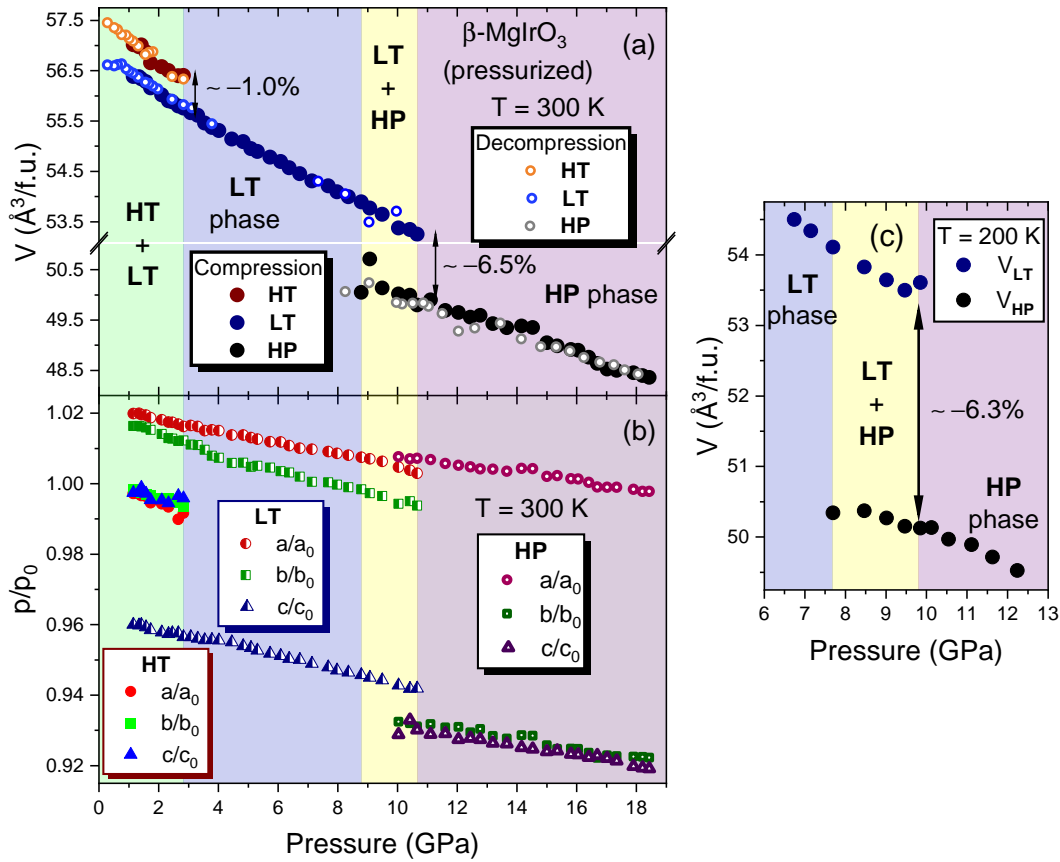 β-MgIrO₃
(pressurized)
T = 300 K
(a)
V (Å³/f.u.)
57.5
56.5
55.5
54.5
53.5
50.5
49.5
48.5
~ −1.0%
HT
+
LT
LT
phase
LT
+
HP
HP phase
~ −6.5%
Decompression
HT
LT
HP
Compression
HT
LT
HP
(b)
p/p₀
1.02
1.00
0.98
0.96
0.94
0.92
T = 300 K
LT
a/a₀
b/b₀
c/c₀
HP
a/a₀
b/b₀
c/c₀
HT
a/a₀
b/b₀
c/c₀
0 2 4 6 8 10 12 14 16 18
Pressure (GPa)
(c)
T = 200 K
V_LT
V_HP
V (Å³/f.u.)
54
53
52
51
50
49
LT
phase
LT
+
HP
~ −6.3%
HP
phase
6 7 8 9 10 11 12 13
Pressure (GPa)